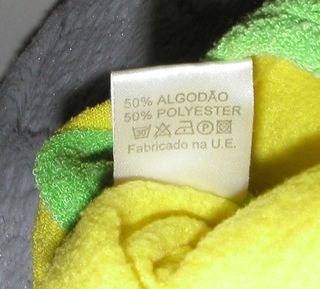 50% ALGODÃO
50% POLYESTER
Fabricado na U.E.